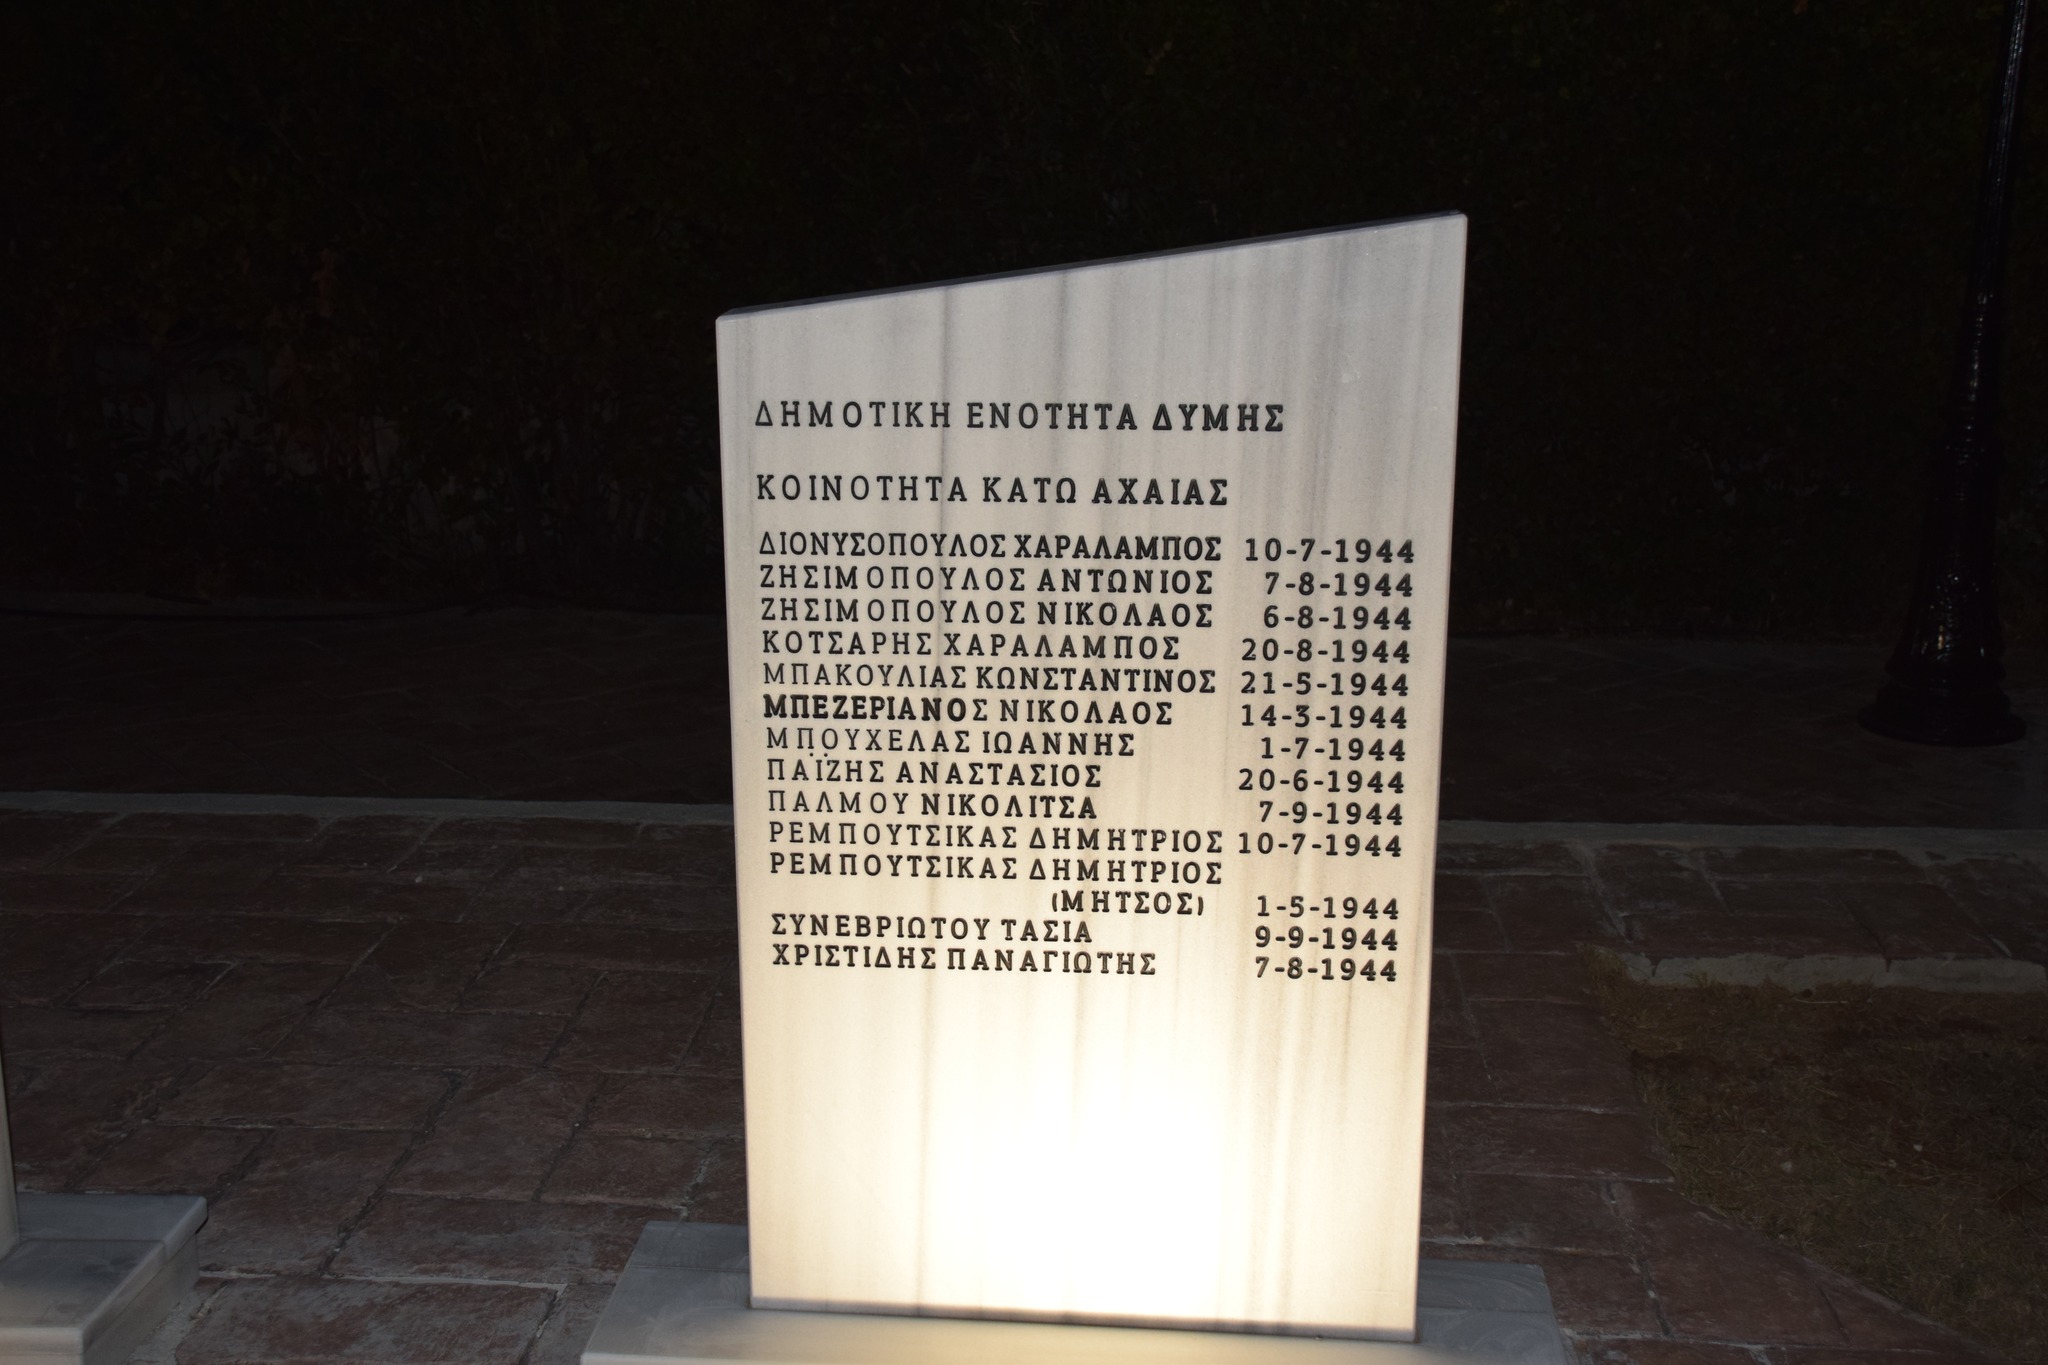 ΔΗΜΟΤΙΚΗ ΕΝΟΤΗΤΑ ΔΥΜΗΣ
ΚΟΙΝΟΤΗΤΑ ΚΑΤΩ ΑΧΑΙΑΣ
ΔΙΟΝΥΣΟΠΟΥΛΟΣ ΧΑΡΑΛΑΜΠΟΣ 10-7-1944
ΖΗΣΙΜΟΠΟΥΛΟΣ ΑΝΤΩΝΙΟΣ 7-8-1944
ΖΗΣΙΜΟΠΟΥΛΟΣ ΝΙΚΟΛΑΟΣ 6-8-1944
ΚΟΤΣΑΡΗΣ ΧΑΡΑΛΑΜΠΟΣ 20-8-1944
ΜΠΑΚΟΥΛΙΑΣ ΚΩΝΣΤΑΝΤΙΝΟΣ 21-5-1944
ΜΠΕΖΕΡΙΑΝΟΣ ΝΙΚΟΛΑΟΣ 14-3-1944
ΜΠΟΥΧΕΛΑΣ ΙΩΑΝΝΗΣ 1-7-1944
ΠΑΪΖΗΣ ΑΝΑΣΤΑΣΙΟΣ 20-6-1944
ΠΑΛΜΟΥ ΝΙΚΟΛΙΤΣΑ 7-9-1944
ΡΕΜΠΟΥΤΣΙΚΑΣ ΔΗΜΗΤΡΙΟΣ 10-7-1944
ΡΕΜΠΟΥΤΣΙΚΑΣ ΔΗΜΗΤΡΙΟΣ
(ΜΗΤΣΟΣ) 1-5-1944
ΣΥΝΕΒΡΙΩΤΟΥ ΤΑΣΙΑ 9-9-1944
ΧΡΙΣΤΙΔΗΣ ΠΑΝΑΓΙΩΤΗΣ 7-8-1944